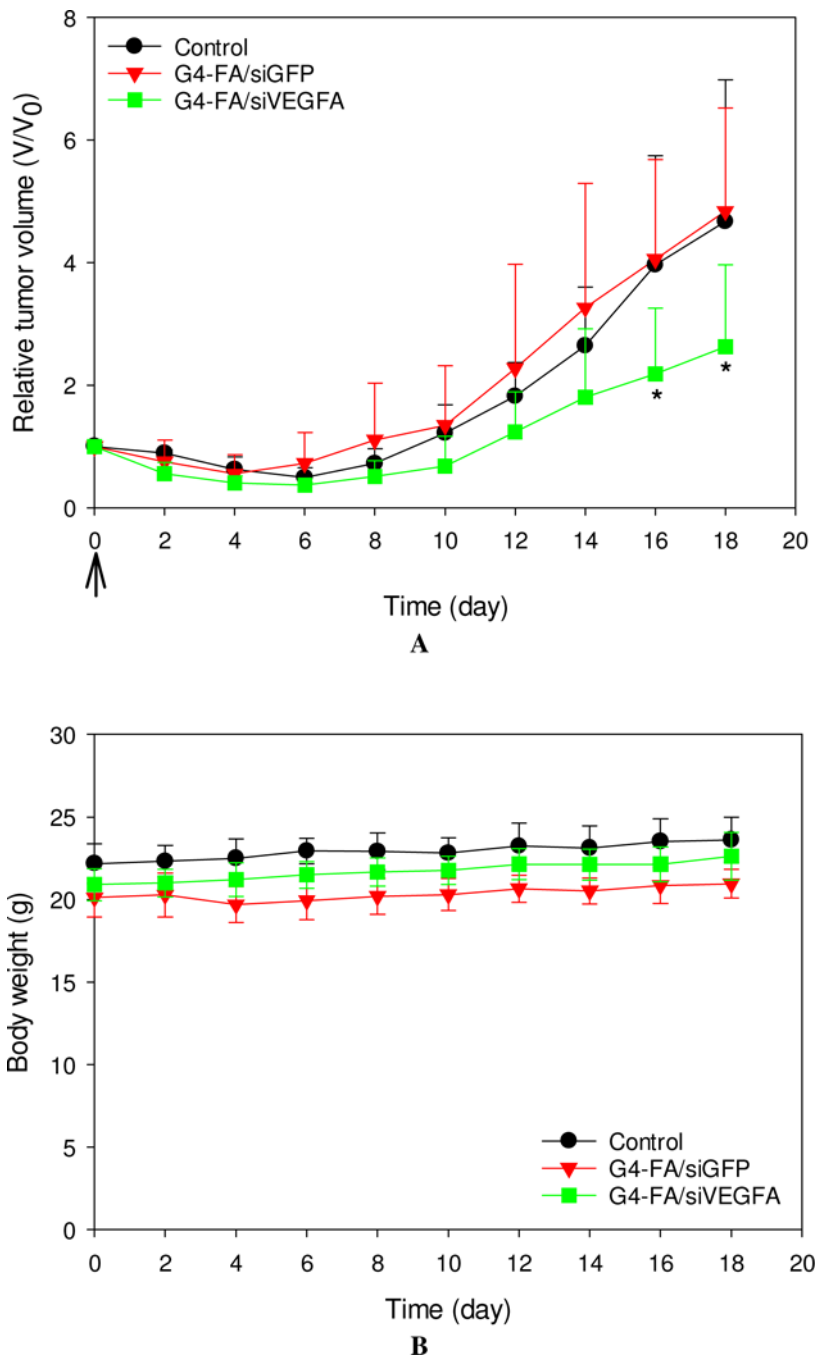 8
6
4
2
0
Relative tumor volume (V/V0)
Control
G4-FA/siGFP
G4-FA/siVEGFA
*
*
0 2 4 6 8 10 12 14 16 18 20
Time (day)
A
30
25
20
15
10
5
0
Body weight (g)
Control
G4-FA/siGFP
G4-FA/siVEGFA
0 2 4 6 8 10 12 14 16 18 20
Time (day)
B